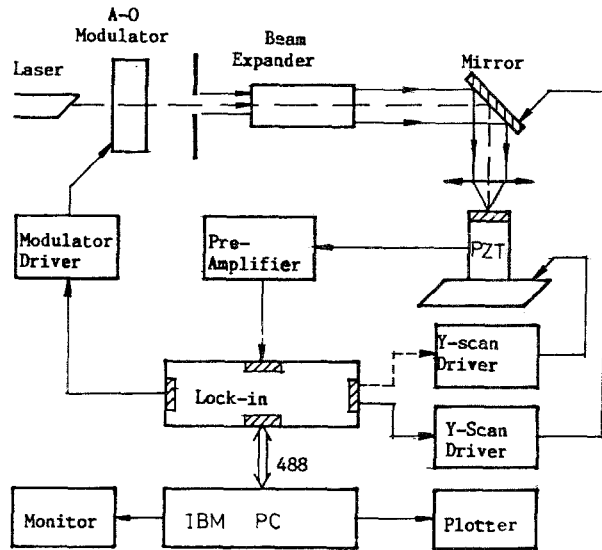 A-O
Modulator
Beam
Expander
Mirror
Laser
Modulator
Driver
Pre-
Amplifier
PZT
Y-scan
Driver
Lock-in
Y-Scan
Driver
488
Monitor
IBM PC
Plotter